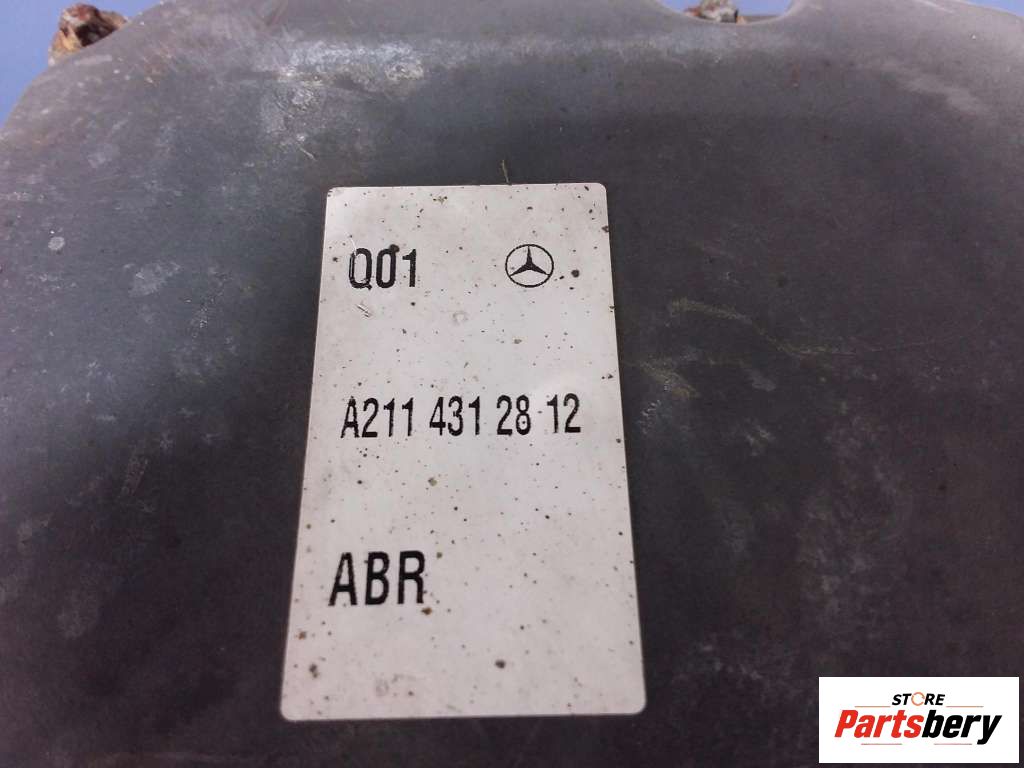 Q01
A211 431 28 12
ABR
STORE
Partsbery